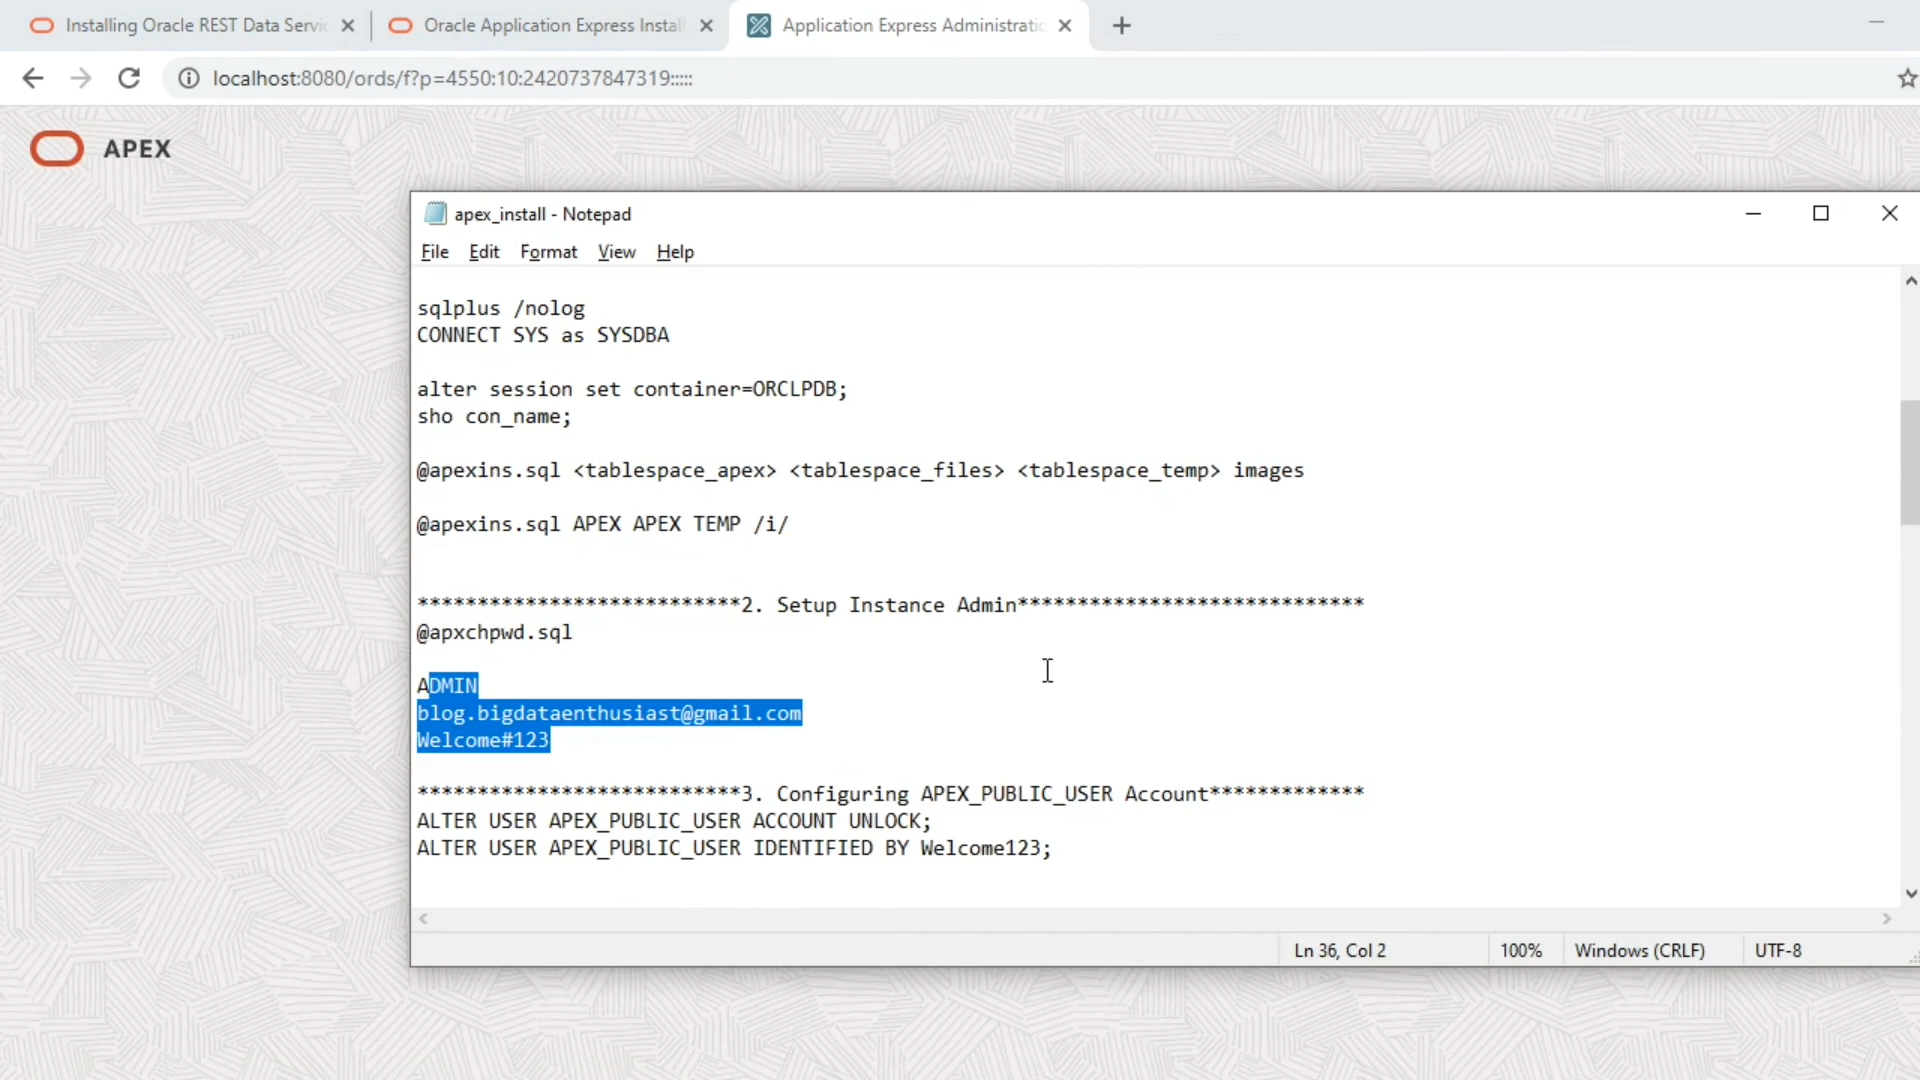 Installing Oracle REST Data Servi
Oracle Application Express Install
Application Express Administratio
localhost:8080/ords/f?p=4550:10:2420737847319:::::
APEX
apex_install - Notepad
File Edit Format View Help
sqlplus /nolog
CONNECT SYS as SYSDBA
alter session set container=ORCLPDB;
sho con_name;
@apexins.sql <tablespace_apex> <tablespace_files> <tablespace_temp> images
@apexins.sql APEX APEX TEMP /i/
***************************2. Setup Instance Admin*****************************
@apxchpwd.sql
ADMIN
blog.bigdataenthusiast@gmail.com
Welcome#123
***************************3. Configuring APEX_PUBLIC_USER Account*************
ALTER USER APEX_PUBLIC_USER ACCOUNT UNLOCK;
ALTER USER APEX_PUBLIC_USER IDENTIFIED BY Welcome123;
Ln 36, Col 2
100%
Windows (CRLF)
UTF-8